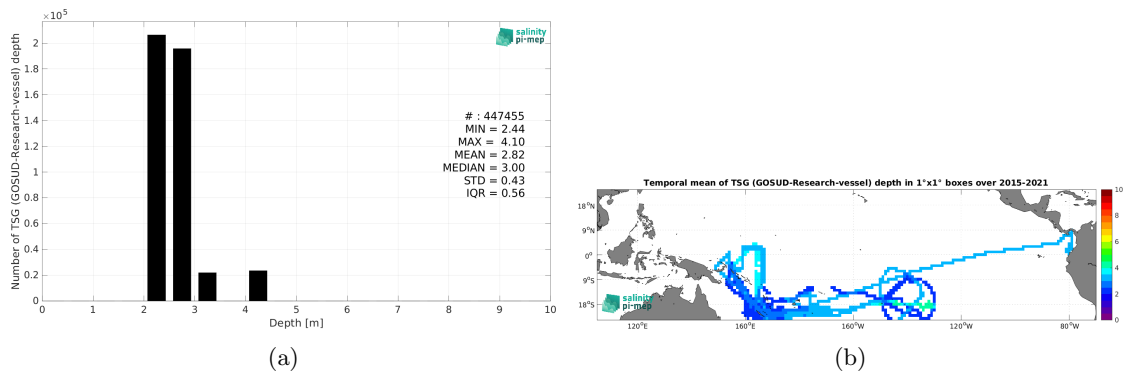 ×10⁵
2
1.8
1.6
1.4
1.2
1
0.8
0.6
0.4
0.2
0
Number of TSG (GOSUD-Research-vessel) depth
salinity
pi-mep
# : 447455
MIN = 2.44
MAX = 4.10
MEAN = 2.82
MEDIAN = 3.00
STD = 0.43
IQR = 0.56
0 1 2 3 4 5 6 7 8 9 10
Depth [m]
(a)
Temporal mean of TSG (GOSUD-Research-vessel) depth in 1°x1° boxes over 2015-2021
18°N
9°N
0°
9°S
18°S
salinity
pi-mep
120°E 160°E 160°W 120°W 80°W
10
9
8
7
6
5
4
3
2
1
0
(b)